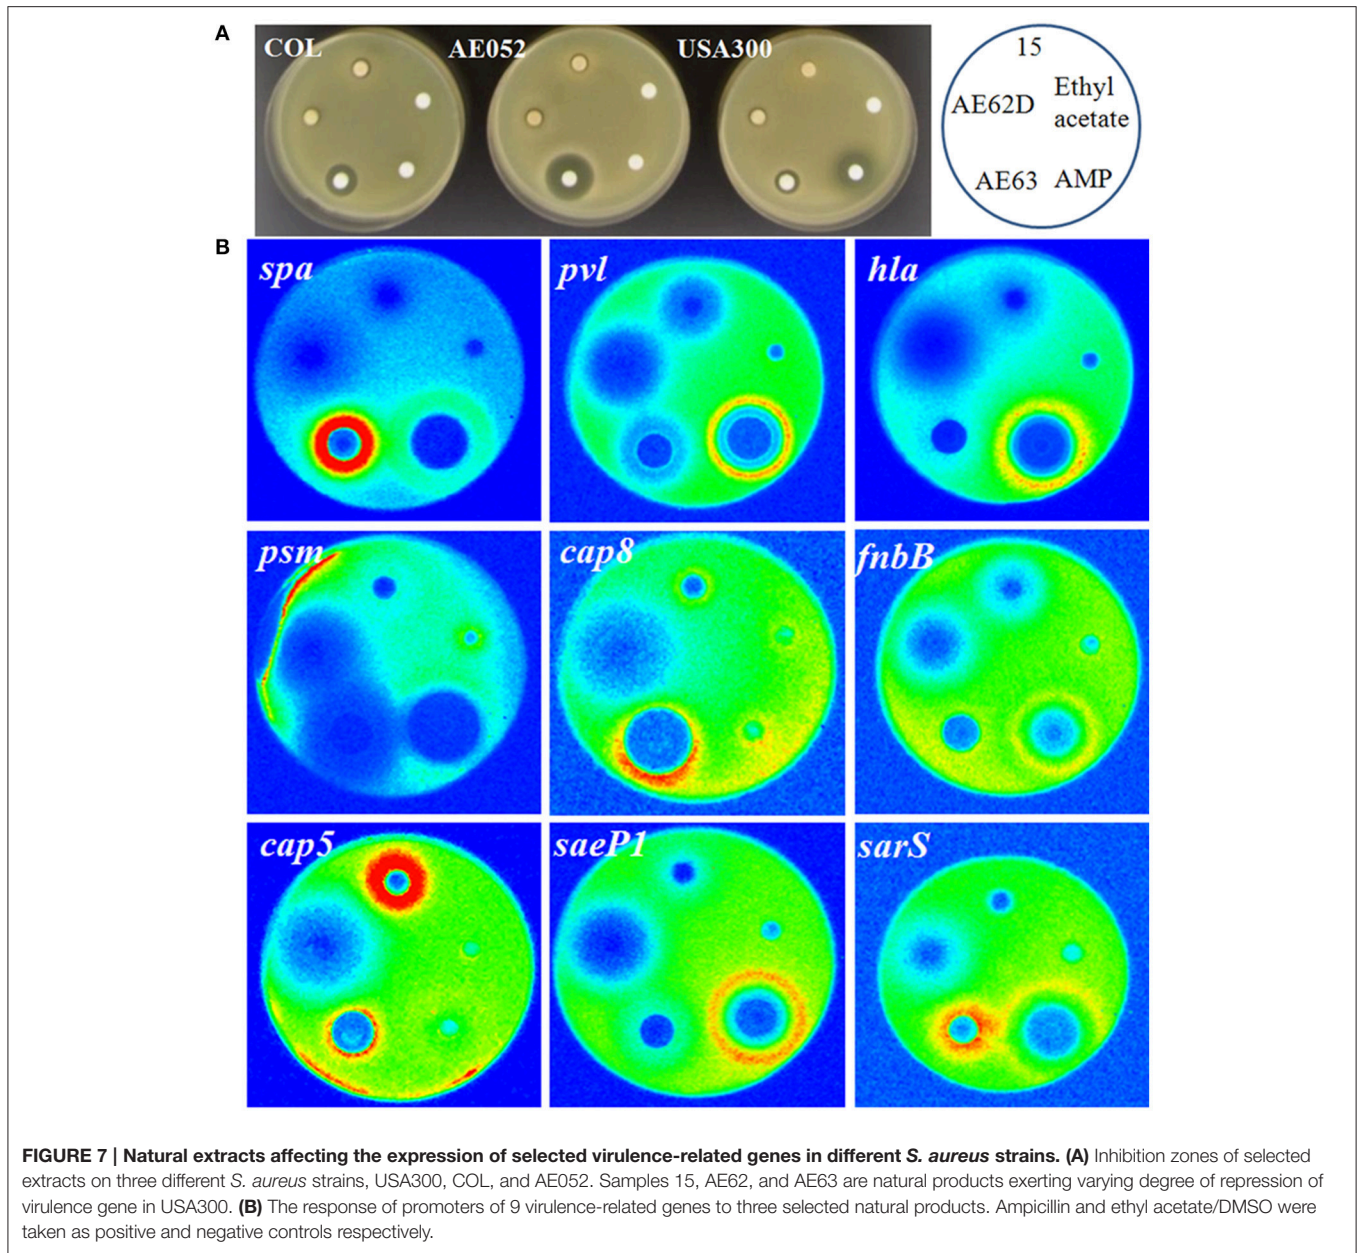 A
COL
AE052
USA300
15
AE62D
Ethyl
acetate
AE63
AMP
B
spa
pvl
hla
psm
cap8
fnbB
cap5
saeP1
sarS
FIGURE 7 | Natural extracts affecting the expression of selected virulence-related genes in different S. aureus strains. (A) Inhibition zones of selected
extracts on three different S. aureus strains, USA300, COL, and AE052. Samples 15, AE62, and AE63 are natural products exerting varying degree of repression of
virulence gene in USA300. (B) The response of promoters of 9 virulence-related genes to three selected natural products. Ampicillin and ethyl acetate/DMSO were
taken as positive and negative controls respectively.